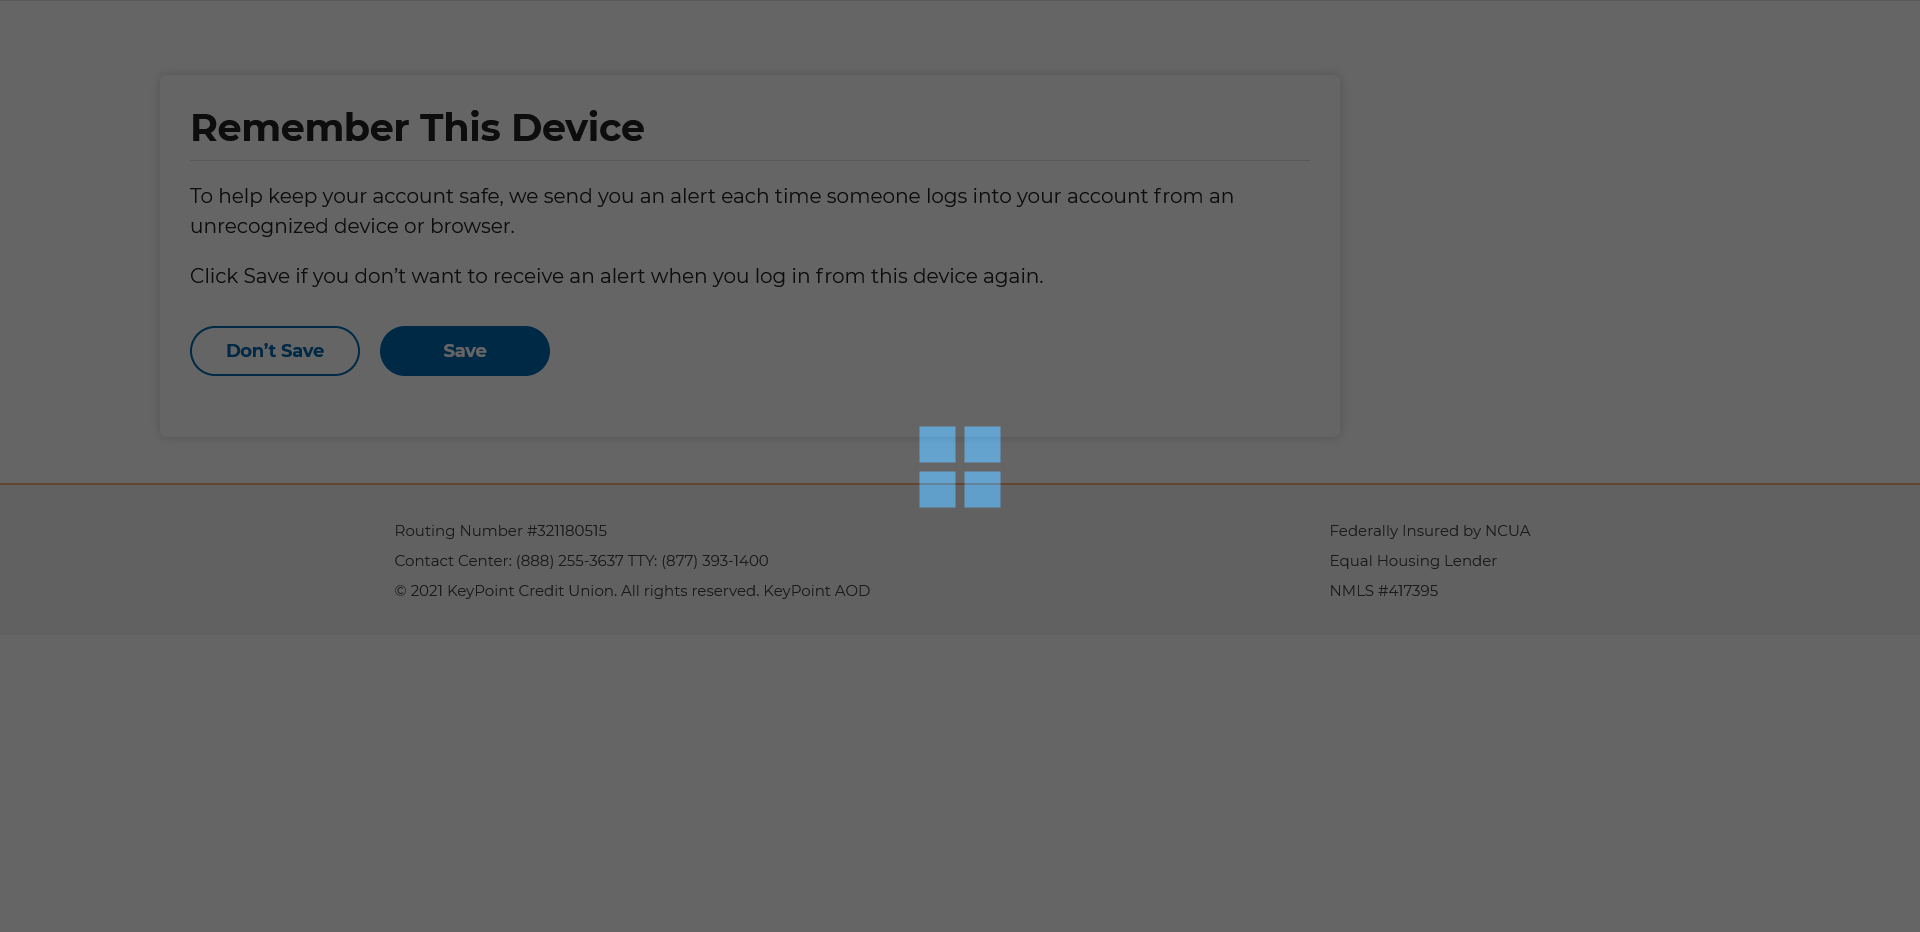 Remember This Device
To help keep your account safe, we send you an alert each time someone logs into your account from an
unrecognized device or browser.
Click Save if you don’t want to receive an alert when you log in from this device again.
Don’t Save
Save
Routing Number #321180515
Contact Center: (888) 255-3637 TTY: (877) 393-1400
© 2021 KeyPoint Credit Union. All rights reserved. KeyPoint AOD
Federally Insured by NCUA
Equal Housing Lender
NMLS #417395